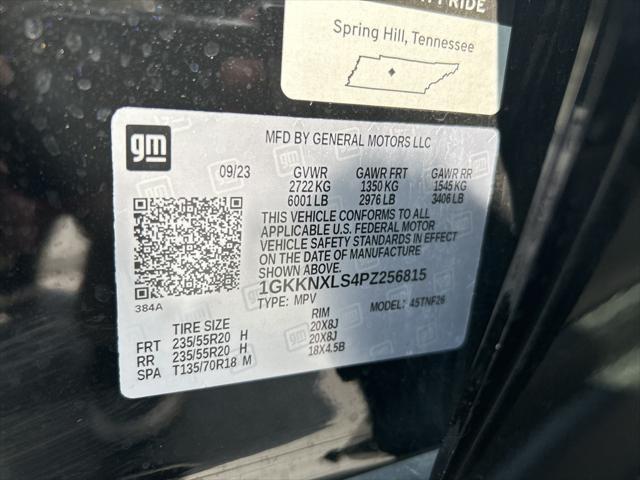 PRIDE
Spring Hill, Tennessee
gm
MFD BY GENERAL MOTORS LLC
09/23 GVWR GAWR FRT GAWR RR
2722 KG 1350 KG 1545 KG
6001 LB 2976 LB 3406 LB
THIS VEHICLE CONFORMS TO ALL
APPLICABLE U.S. FEDERAL MOTOR
VEHICLE SAFETY STANDARDS IN EFFECT
ON THE DATE OF MANUFACTURE
SHOWN ABOVE.
1GKKNXLS4PZ256815
TYPE: MPV MODEL: 4STNF26
384A
TIRE SIZE RIM
FRT 235/55R20 H 20X8J
RR 235/55R20 H 20X8J
SPA T135/70R18 M 18X4.5B